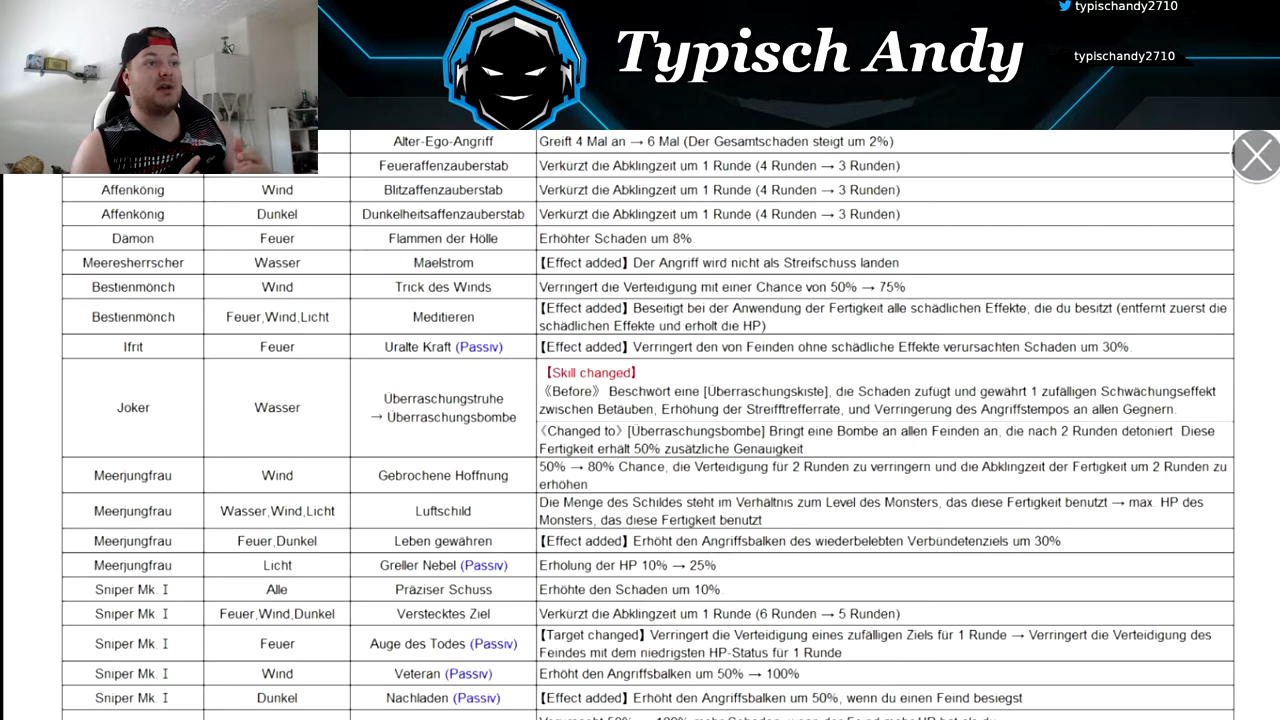 typischandy2710
Typisch Andy
typischandy2710
Alter-Ego-Angriff Greift 4 Mal an → 6 Mal (Der Gesamtschaden steigt um 2%)
Feueraffenzauberstab Verkürzt die Abklingzeit um 1 Runde (4 Runden → 3 Runden)
Affenkönig Wind Blitzaffenzauberstab Verkürzt die Abklingzeit um 1 Runde (4 Runden → 3 Runden)
Affenkönig Dunkel Dunkelheitsaffenzauberstab Verkürzt die Abklingzeit um 1 Runde (4 Runden → 3 Runden)
Dämon Feuer Flammen der Hölle Erhöhter Schaden um 8%.
Meeresherrscher Wasser Maelstrom 【Effect added】 Der Angriff wird nicht als Streifschuss landen
Bestienmönch Wind Trick des Winds Verringert die Verteidigung mit einer Chance von 50% → 75%
Bestienmönch Feuer,Wind,Licht Meditieren 【Effect added】 Beseitigt bei der Anwendung der Fertigkeit alle schädlichen Effekte, die du besitzt (entfernt zuerst die
schädlichen Effekte und erholt die HP)
Ifrit Feuer Uralte Kraft (Passiv) 【Effect added】 Verringert den von Feinden ohne schädliche Effekte verursachten Schaden um 30%.
【Skill changed】
Joker Wasser Überraschungstruhe
→ Überraschungsbombe
《Before》 Beschwört eine [Überraschungskiste], die Schaden zufügt und gewährt 1 zufälligen Schwächungseffekt
zwischen Betäuben, Erhöhung der Streifftrefferrate, und Verringerung des Angriffstempos an allen Gegnern.
《Changed to》 [Überraschungsbombe] Bringt eine Bombe an allen Feinden an, die nach 2 Runden detoniert. Diese
Fertigkeit erhält 50% zusätzliche Genauigkeit
Meerjungfrau Wind Gebrochene Hoffnung 50% → 80% Chance, die Verteidigung für 2 Runden zu verringern und die Abklingzeit der Fertigkeit um 2 Runden zu
erhöhen
Meerjungfrau Wasser,Wind,Licht Luftschild Die Menge des Schildes steht im Verhältnis zum Level des Monsters, das diese Fertigkeit benutzt → max. HP des
Monsters, das diese Fertigkeit benutzt
Meerjungfrau Feuer,Dunkel Leben gewähren 【Effect added】 Erhöht den Angriffsbalken des wiederbelebten Verbündetenziels um 30%
Meerjungfrau Licht Greller Nebel (Passiv) Erholung der HP 10% → 25%
Sniper Mk. I Alle Präziser Schuss Erhöhte den Schaden um 10%
Sniper Mk. I Feuer,Wind,Dunkel Verstecktes Ziel Verkürzt die Abklingzeit um 1 Runde (6 Runden → 5 Runden)
Sniper Mk. I Feuer Auge des Todes (Passiv) 【Target changed】 Verringert die Verteidigung eines zufälligen Ziels für 1 Runde → Verringert die Verteidigung des
Feindes mit dem niedrigsten HP-Status für 1 Runde
Sniper Mk. I Wind Veteran (Passiv) Erhöht den Angriffsbalken um 50% → 100%
Sniper Mk. I Dunkel Nachladen (Passiv) 【Effect added】 Erhöht den Angriffsbalken um 50%, wenn du einen Feind besiegst